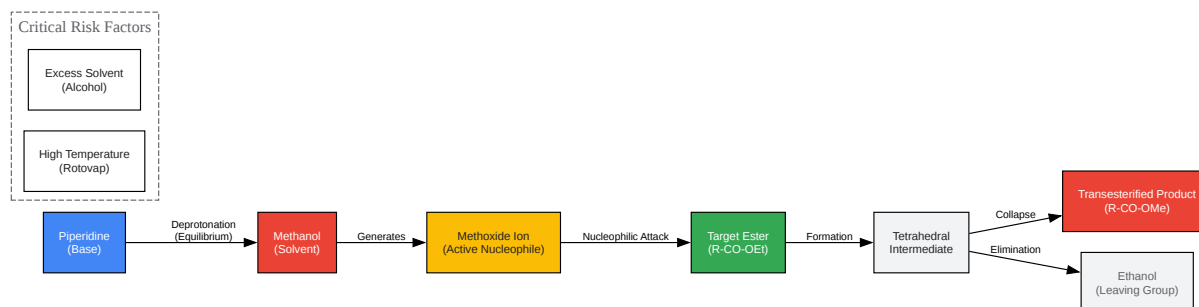 Critical Risk Factors
Excess Solvent
(Alcohol)
High Temperature
(Rotovap)
Piperidine
(Base)
Deprotonation
(Equilibrium)
Methanol
(Solvent)
Generates
Methoxide Ion
(Active Nucleophile)
Nucleophilic Attack
Target Ester
(R-CO-OEt)
Formation
Tetrahedral
Intermediate
Collapse
Transesterified Product
(R-CO-OMe)
Elimination
Ethanol
(Leaving Group)